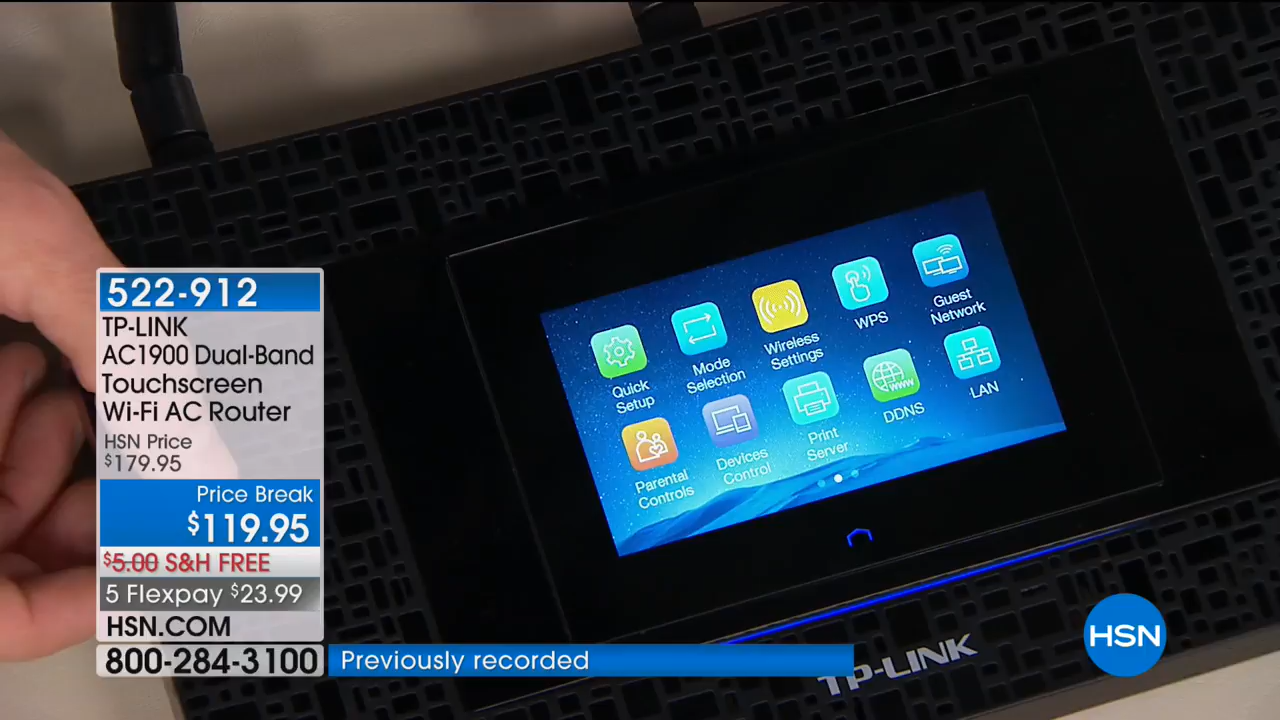 522-912
TP-LINK
AC1900 Dual-Band
Touchscreen
Wi-Fi AC Router
HSN Price
$179.95
Price Break
$119.95
$5.00 S&H FREE
5 Flexpay $23.99
HSN.COM
800-284-3100
Previously recorded
Quick
Setup
Mode
Selection
Wireless
Settings
WPS
Guest
Network
Parental
Controls
Devices
Control
Print
Server
www
DDNS
LAN
TP-LINK
HSN